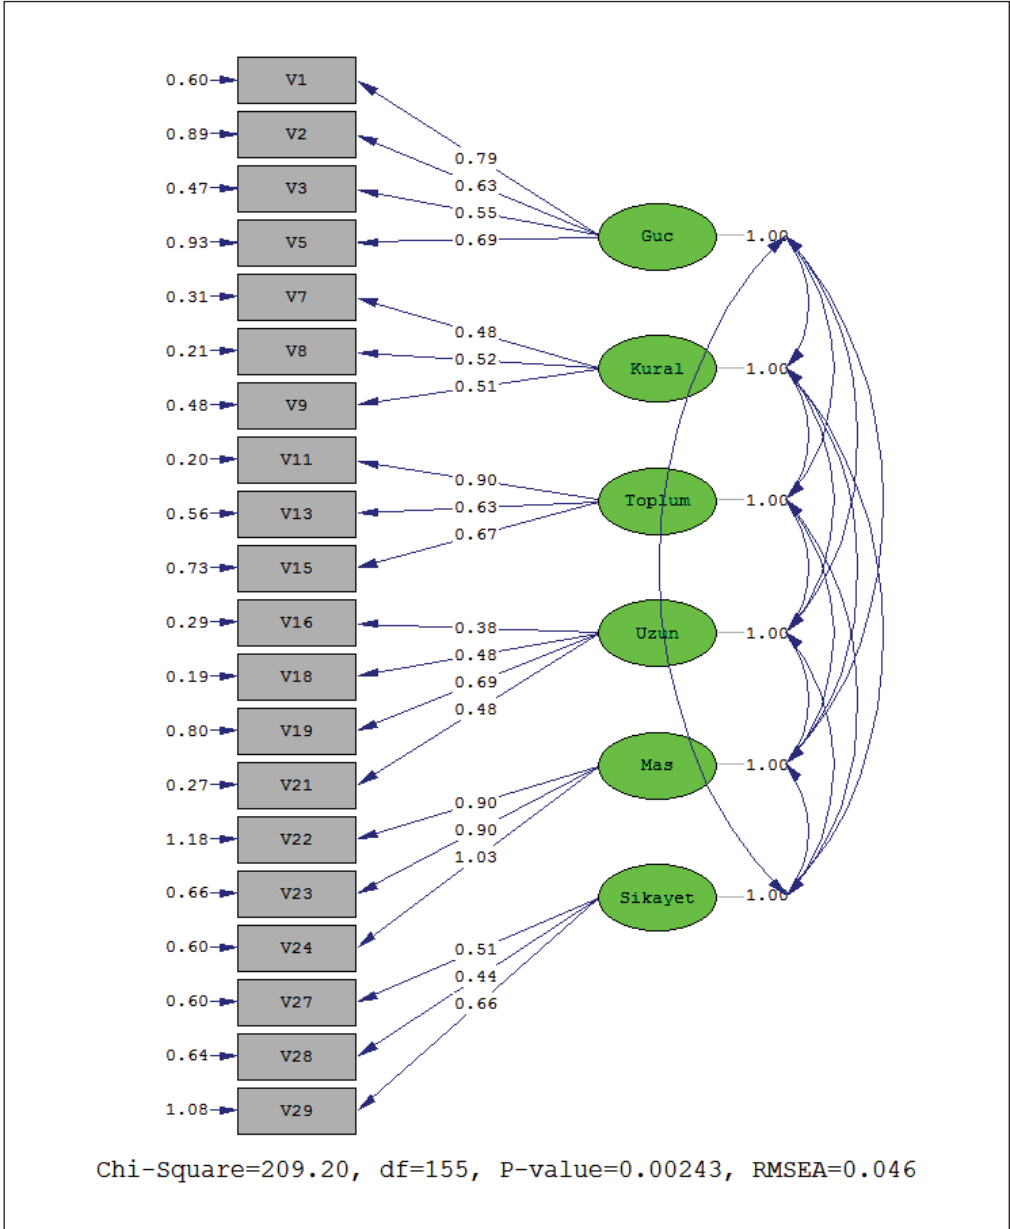 0.60 V1
0.89 V2
0.79
0.63
0.47 V3
0.55
0.93 V5
0.69
Guc 1.00
0.31 V7
0.48
0.21 V8
0.52
Kural 1.00
0.51
0.48 V9
0.20 V11
0.90
0.56 V13
0.63
Toplum 1.00
0.67
0.73 V15
0.29 V16
0.38
Uzun 1.00
0.48
0.19 V18
0.69
0.48
0.80 V19
0.27 V21
Mas 1.00
0.90
1.18 V22
0.90
1.03
0.66 V23
Sikayet 1.00
0.60 V24
0.51
0.44
0.60 V27
0.66
0.64 V28
1.08 V29
Chi-Square=209.20, df=155, P-value=0.00243, RMSEA=0.046